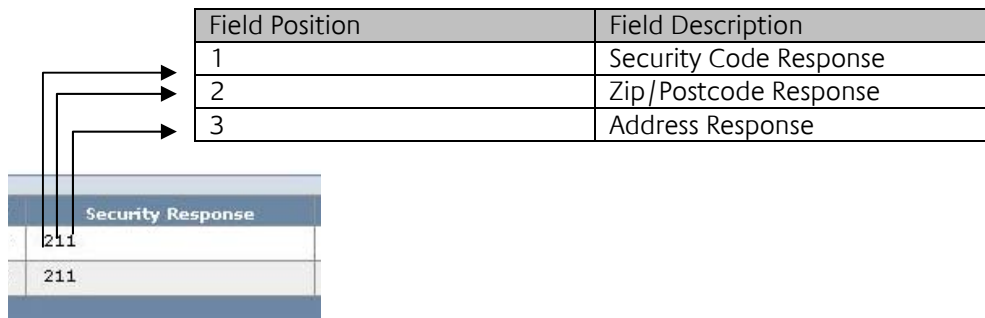 Field Position Field Description
1 Security Code Response
2 Zip/Postcode Response
3 Address Response
Security Response
211
211